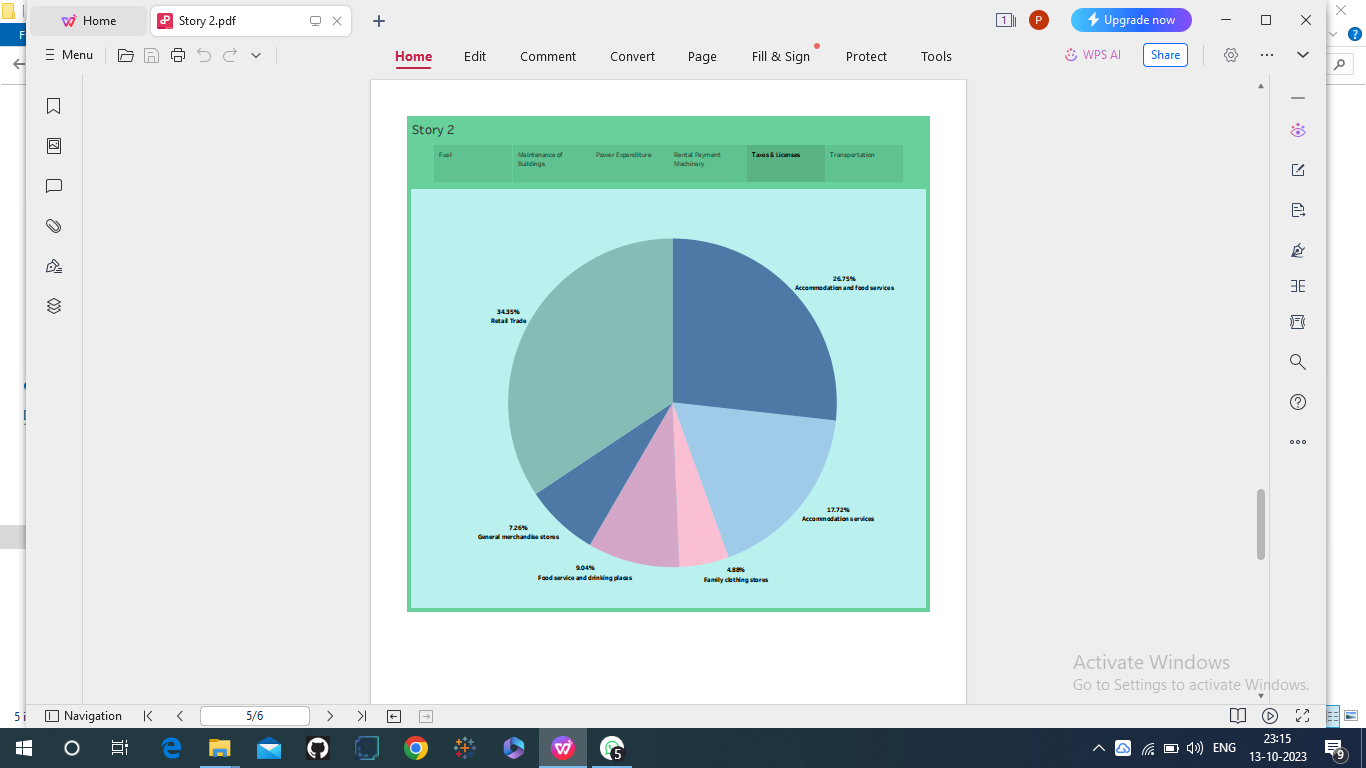 Home
Story 2.pdf
1
P
Upgrade now
Menu
Home
Edit
Comment
Convert
Page
Fill & Sign
Protect
Tools
WPS AI
Share
Story 2
Fuel
Maintenance of
Buildings
Power Expenditure
Rental Payment
Machinery
Taxes & Licenses
Transportation
26.75%
Accommodation and food services
34.35%
Retail Trade
17.72%
Accommodation services
7.26%
General merchandise stores
9.04%
Food service and drinking places
4.88%
Family clothing stores
Activate Windows
Go to Settings to activate Windows.
Navigation
5/6
5
ENG
23:15
13-10-2023
9